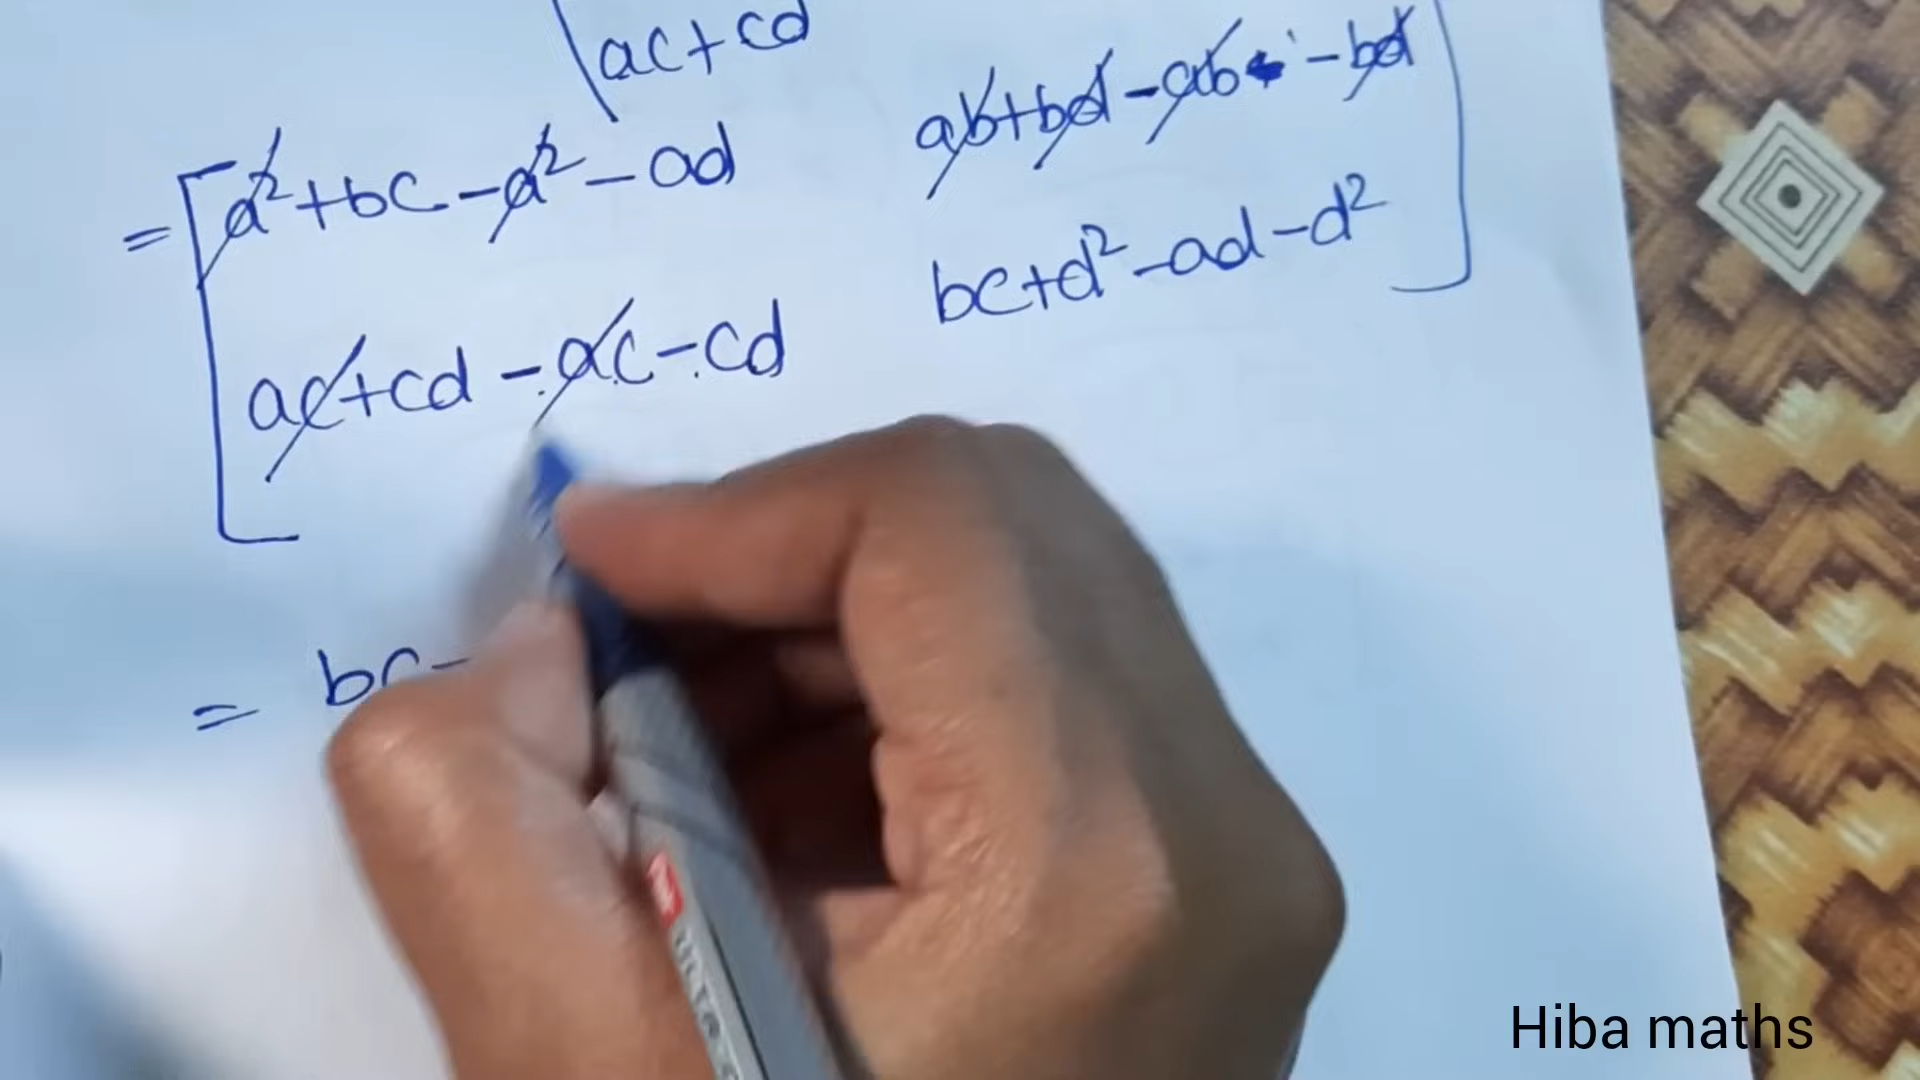 ac+cd
ab+bd-ab-bd
= [a²+bc-a²-ad
bc+d²-ad-d²]
ac+cd-ac-cd
= bc-
Hiba maths